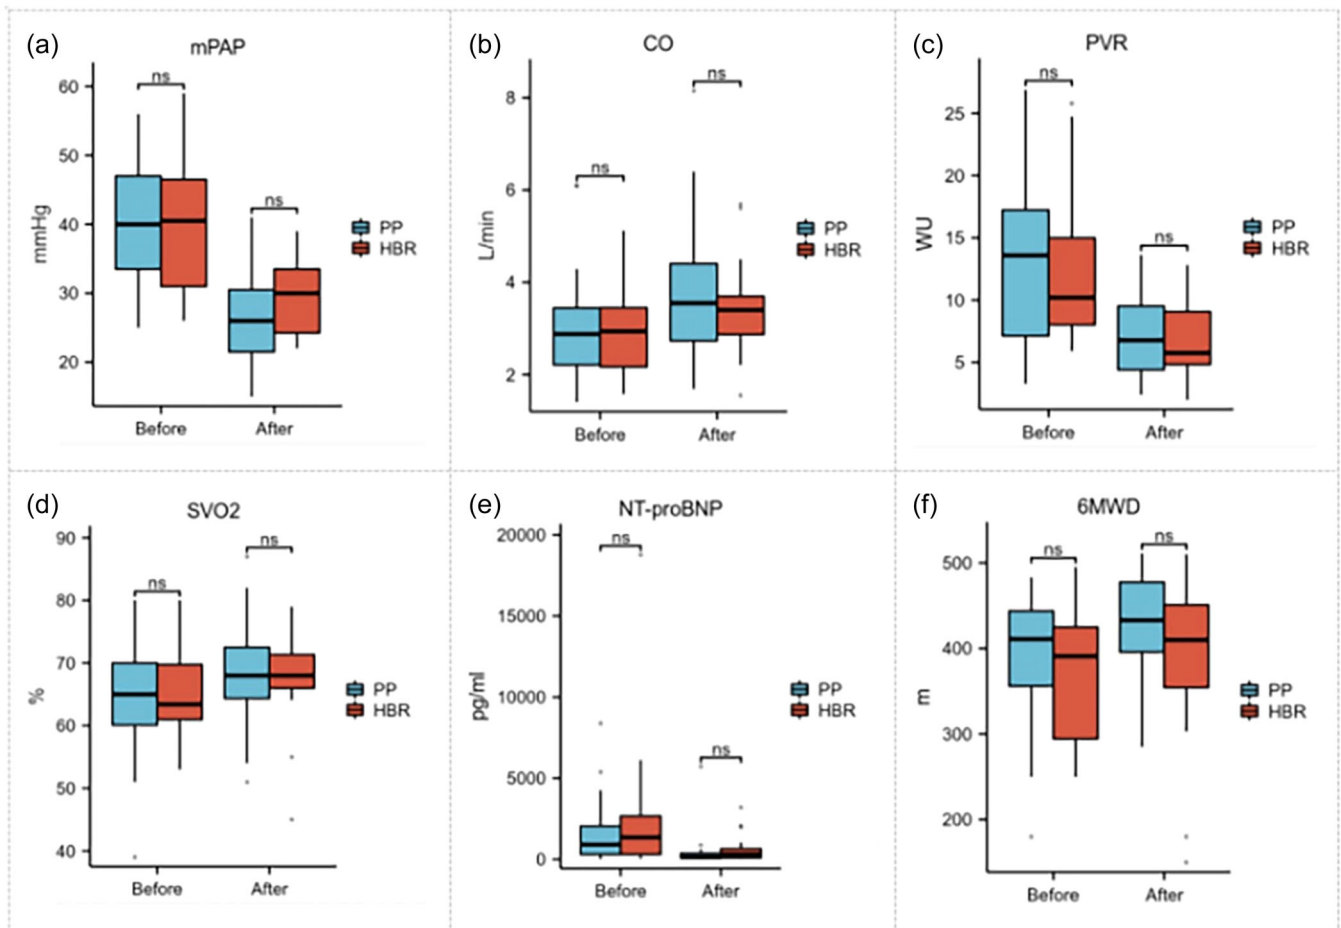 (a)
mPAP
60
50
40
30
20
mmHg
ns
ns
Before
After
PP
HBR
(b)
CO
8
6
4
2
L/min
ns
ns
Before
After
PP
HBR
(c)
PVR
25
20
15
10
5
WU
ns
ns
Before
After
PP
HBR
(d)
SVO2
90
80
70
60
50
40
%
ns
ns
Before
After
PP
HBR
(e)
NT-proBNP
20000
15000
10000
5000
0
pg/ml
ns
ns
Before
After
PP
HBR
(f)
6MWD
500
400
300
200
m
ns
ns
Before
After
PP
HBR